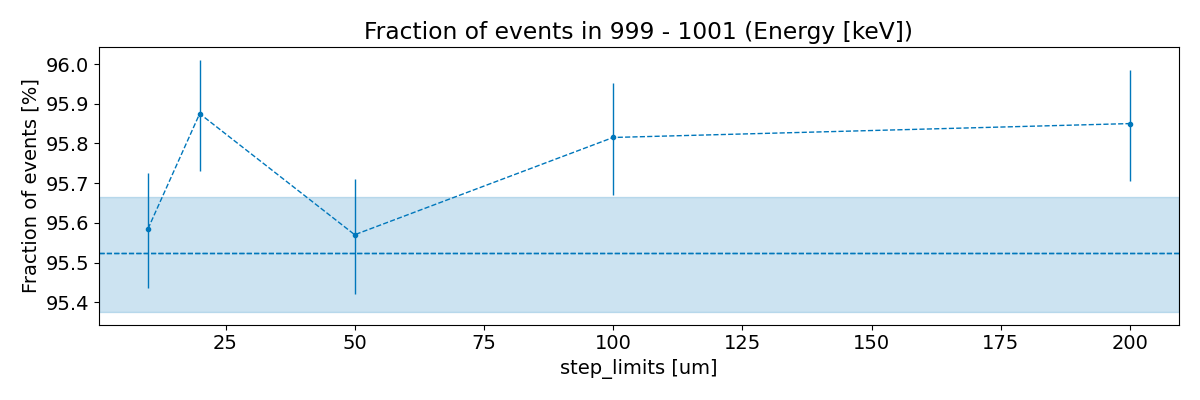 Fraction of events in 999 - 1001 (Energy [keV])
Fraction of events [%]
96.0
95.9
95.8
95.7
95.6
95.5
95.4
25 50 75 100 125 150 175 200
step_limits [um]